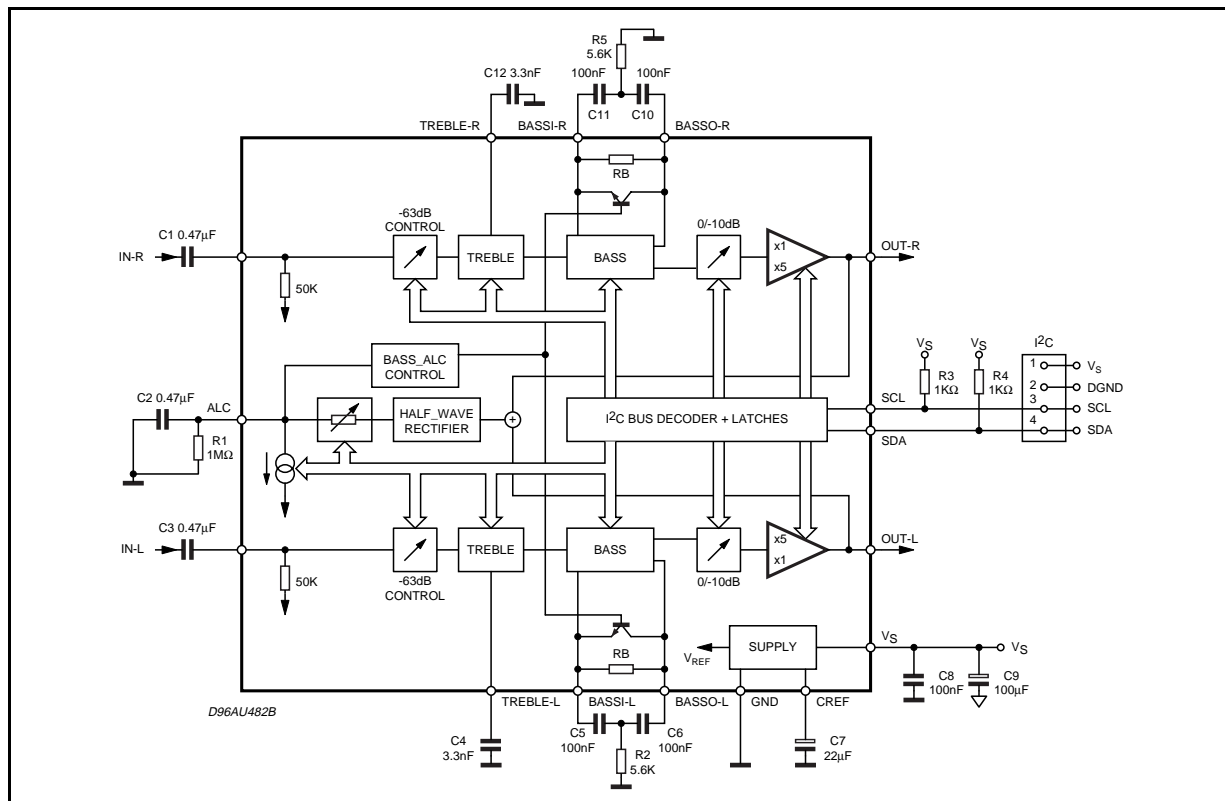 R5
5.6K
C12 3.3nF
100nF
100nF
C11
C10
TREBLE-R
BASSI-R
BASSO-R
RB
-63dB
CONTROL
0/-10dB
C1 0.47µF
x1
OUT-R
IN-R
TREBLE
BASS
x5
50K
BASS_ALC
CONTROL
VS
VS
I2C
R3
1KΩ
R4
1KΩ
1
VS
2
DGND
C2 0.47µF
ALC
HALF_WAVE
RECTIFIER
+
I2C BUS DECODER + LATCHES
SCL
3
SCL
R1
1MΩ
4
SDA
SDA
C3 0.47µF
IN-L
TREBLE
BASS
x5
OUT-L
x1
50K
-63dB
CONTROL
0/-10dB
RB
VREF
SUPPLY
VS
VS
C8
100nF
C9
100µF
TREBLE-L
BASSI-L
BASSO-L
GND
CREF
D96AU482B
C4
3.3nF
C5
100nF
C6
100nF
R2
5.6K
C7
22µF